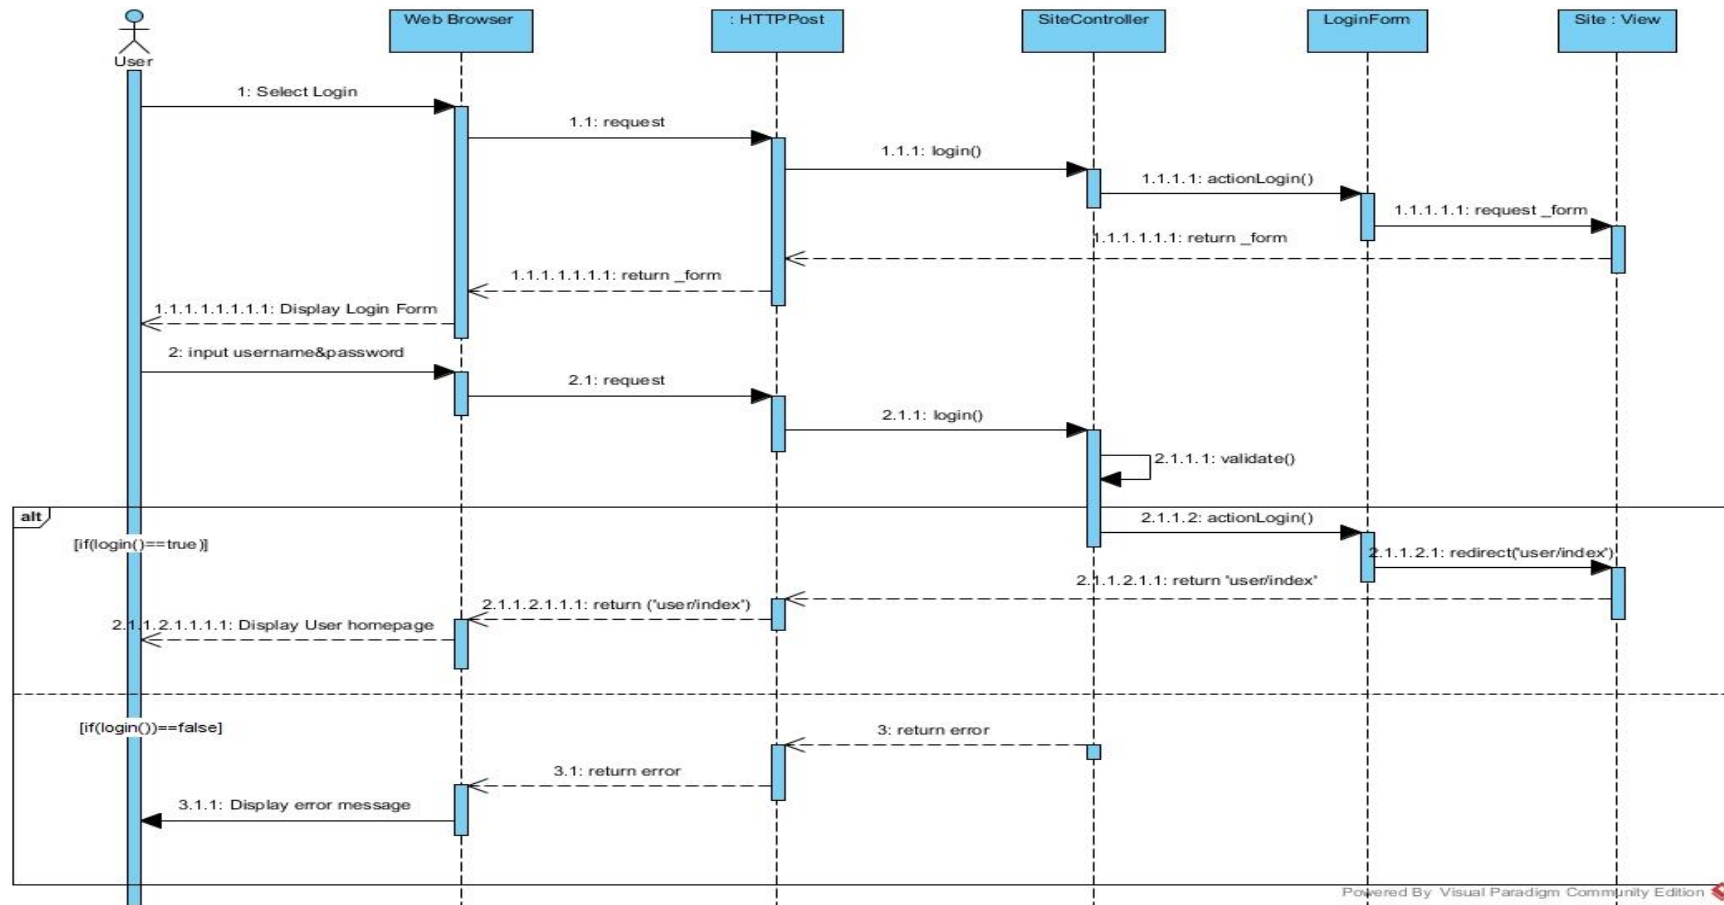 Web Browser
: HTTPPost
SiteController
LoginForm
Site : View
User
1: Select Login
1.1: request
1.1.1: login()
1.1.1.1: actionLogin()
1.1.1.1.1: request _form
1.1.1.1.1.1: return _form
1.1.1.1.1.1.1: return _form
1.1.1.1.1.1.1.1: Display Login Form
2: input username&password
2.1: request
2.1.1: login()
2.1.1.1: validate()
alt
2.1.1.2: actionLogin()
[if(login()==true)]
2.1.1.2.1: redirect("user/index")
2.1.1.2.1.1: return "user/index"
2.1.1.2.1.1.1: return ("user/index")
2.1.1.2.1.1.1.1: Display User homepage
[if(login())==false]
3: return error
3.1: return error
3.1.1: Display error message
Powered By Visual Paradigm Community Edition